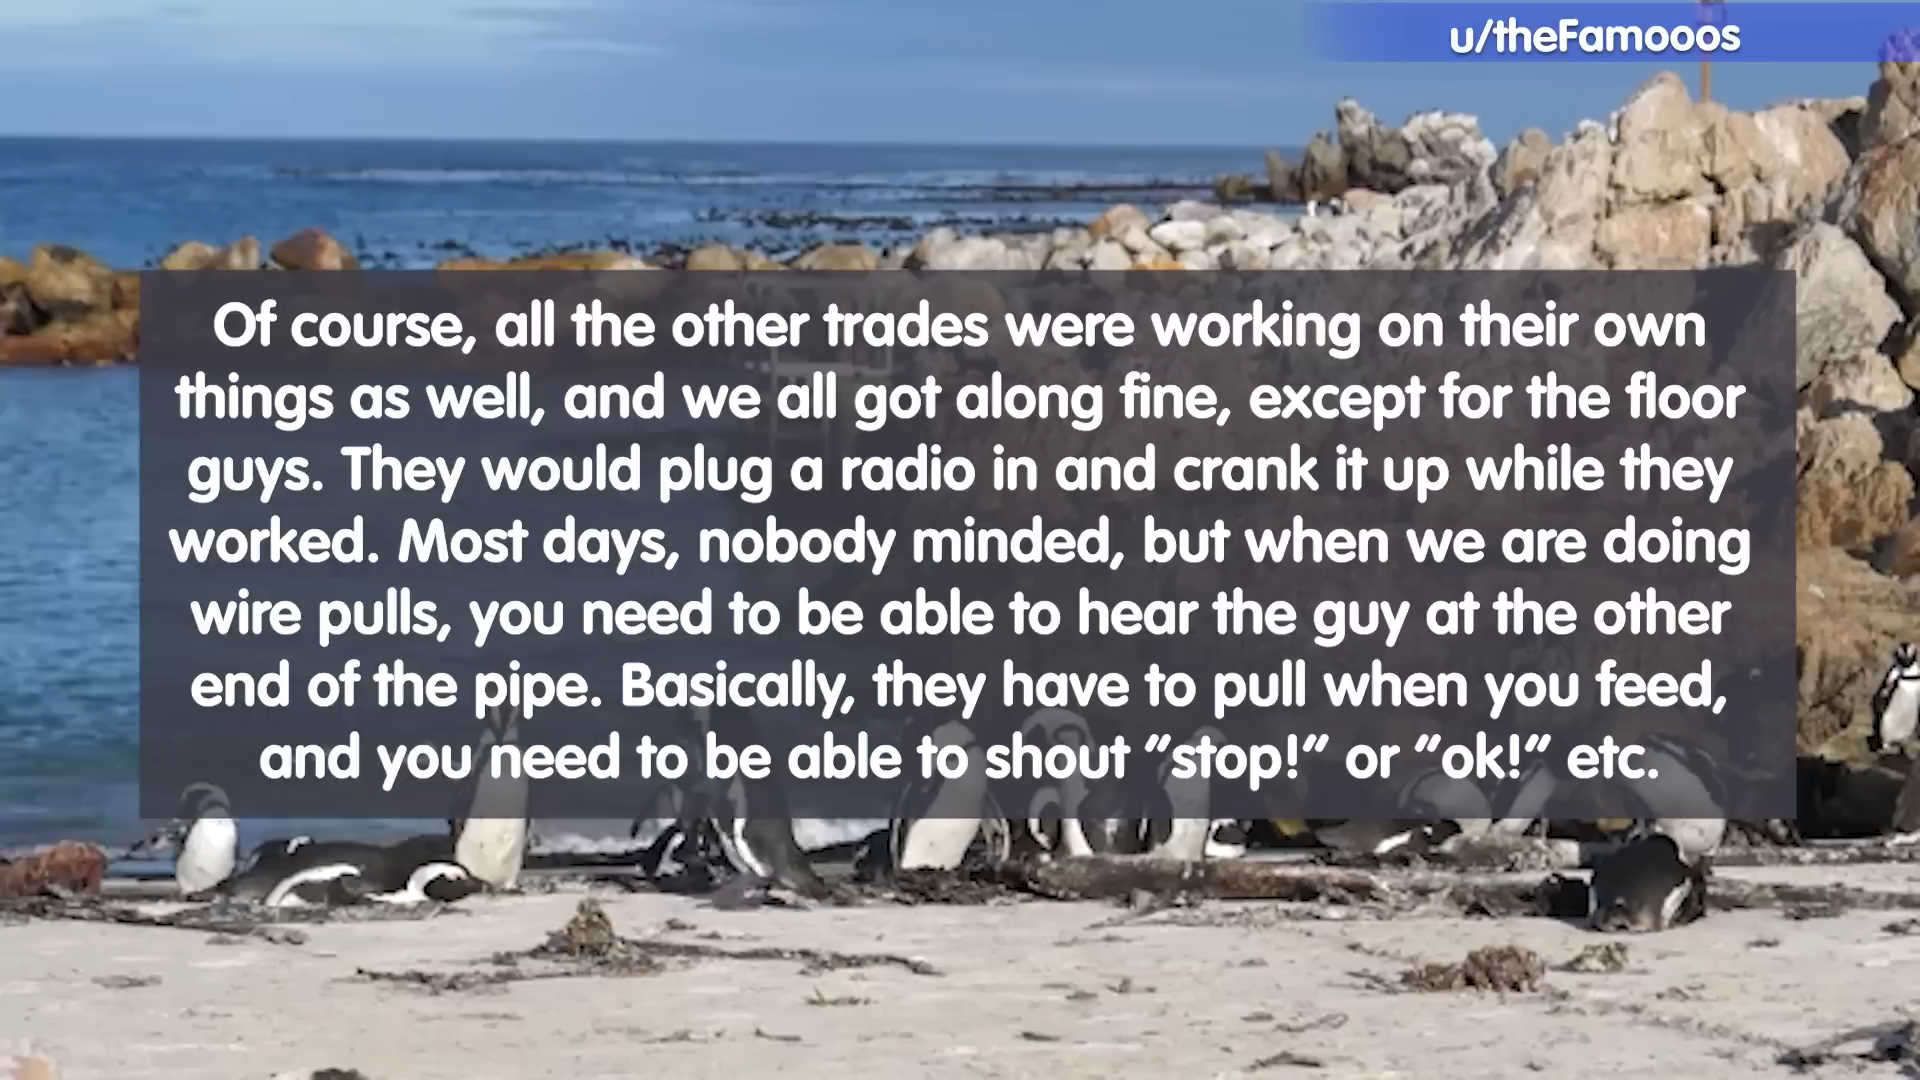 u/theFamooos
Of course, all the other trades were working on their own
things as well, and we all got along fine, except for the floor
guys. They would plug a radio in and crank it up while they
worked. Most days, nobody minded, but when we are doing
wire pulls, you need to be able to hear the guy at the other
end of the pipe. Basically, they have to pull when you feed,
and you need to be able to shout “stop!“ or “ok!” etc.